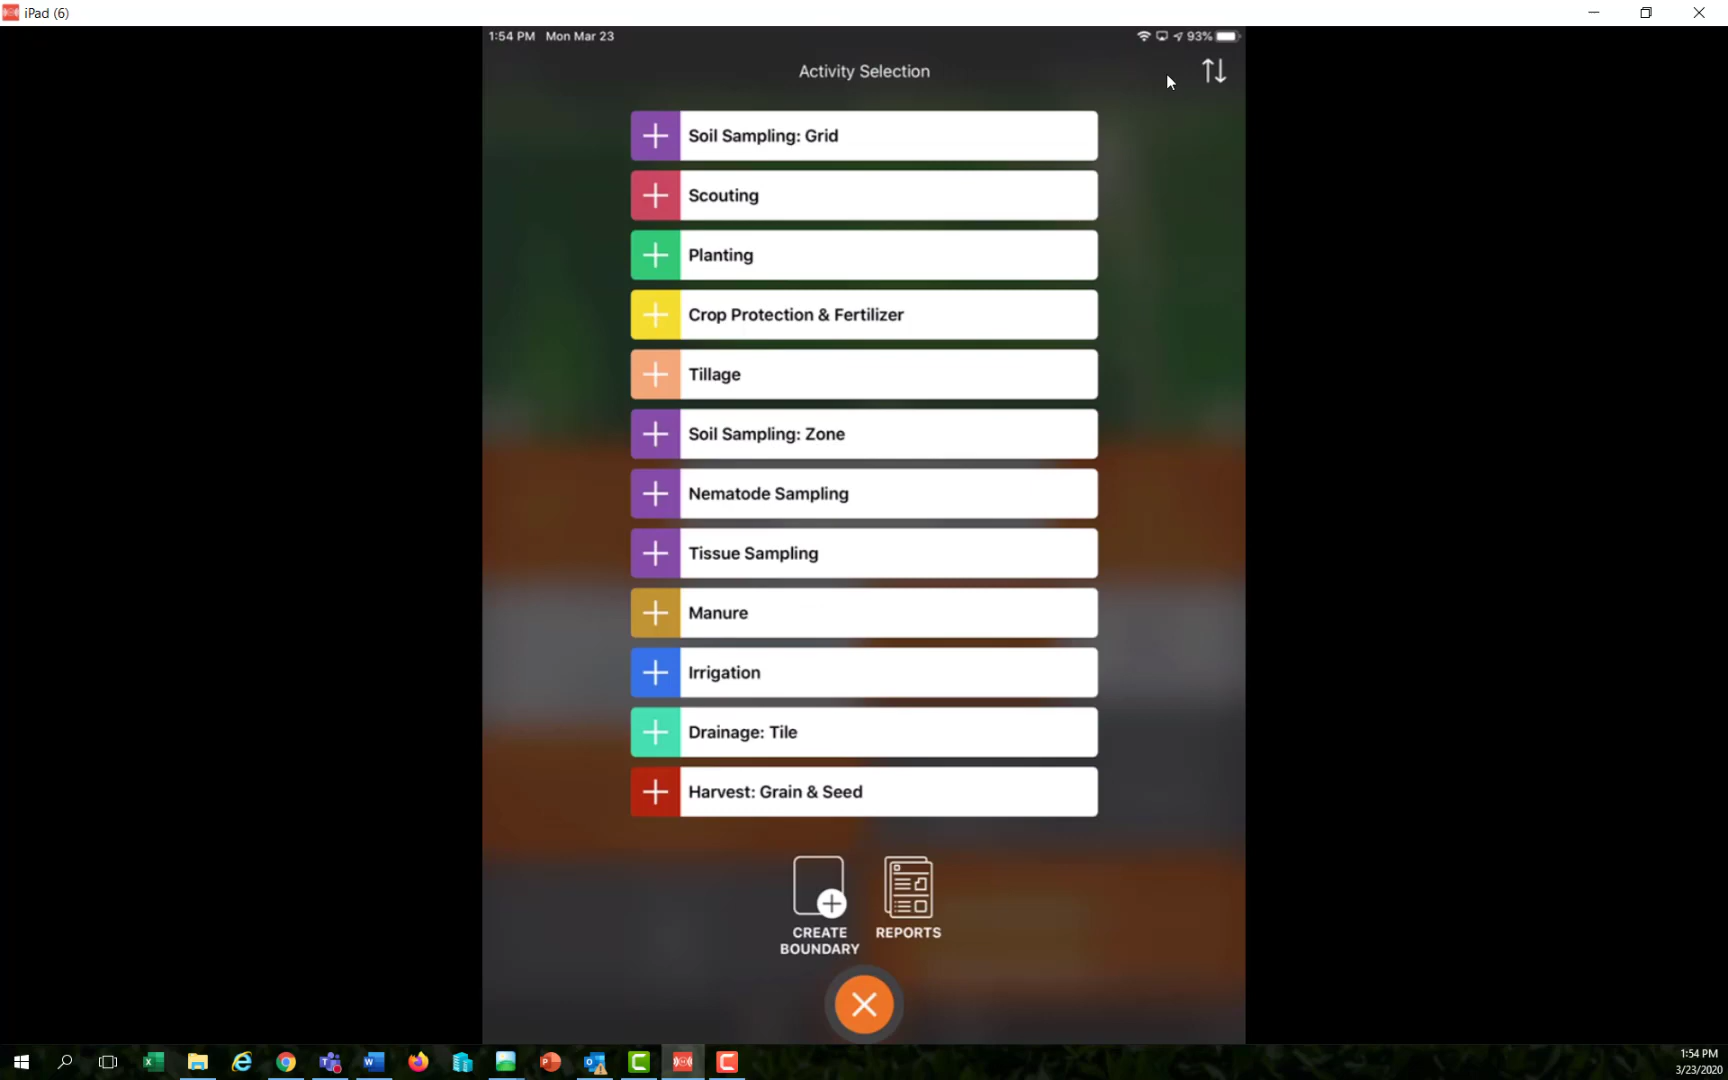 iPad (6)
1:54 PM Mon Mar 23
93%
Activity Selection
Soil Sampling: Grid
Scouting
Planting
Crop Protection & Fertilizer
Tillage
Soil Sampling: Zone
Nematode Sampling
Tissue Sampling
Manure
Irrigation
Drainage: Tile
Harvest: Grain & Seed
CREATE
BOUNDARY
REPORTS
1:54 PM
3/23/2020